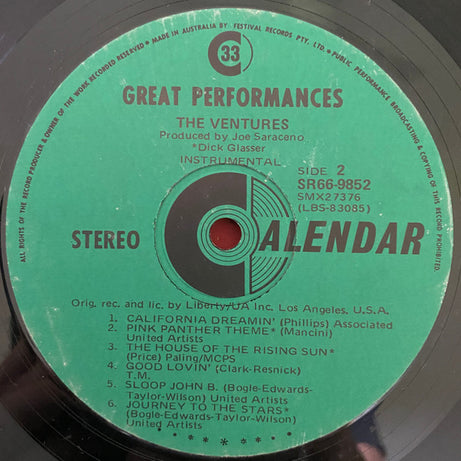 ALL RIGHTS OF THE RECORD PRODUCER & OWNER OF THE WORK RECORDED RESERVED ★ MADE IN AUSTRALIA BY FESTIVAL RECORDS PTY. LTD. ★ PUBLIC PERFORMANCE BROADCASTING & COPYING OF THIS RECORD PROHIBITED
C 33
GREAT PERFORMANCES
THE VENTURES
Produced by Joe Saraceno
*Dick Glasser
INSTRUMENTAL
SIDE 2
SR66-9852
SMX27376
(LBS-83085)
STEREO
CALENDAR
Orig. rec. and lic. by Liberty/UA Inc. Los Angeles, U.S.A.
1. CALIFORNIA DREAMIN' (Phillips) Associated
2. PINK PANTHER THEME* (Mancini)
United Artists
3. THE HOUSE OF THE RISING SUN*
(Price) Paling/MCPS
4. GOOD LOVIN' (Clark-Resnick)
T.M.
5. SLOOP JOHN B. (Bogle-Edwards-
Taylor-Wilson) United Artists
6. JOURNEY TO THE STARS*
(Bogle-Edwards-Taylor-Wilson)
United Artists